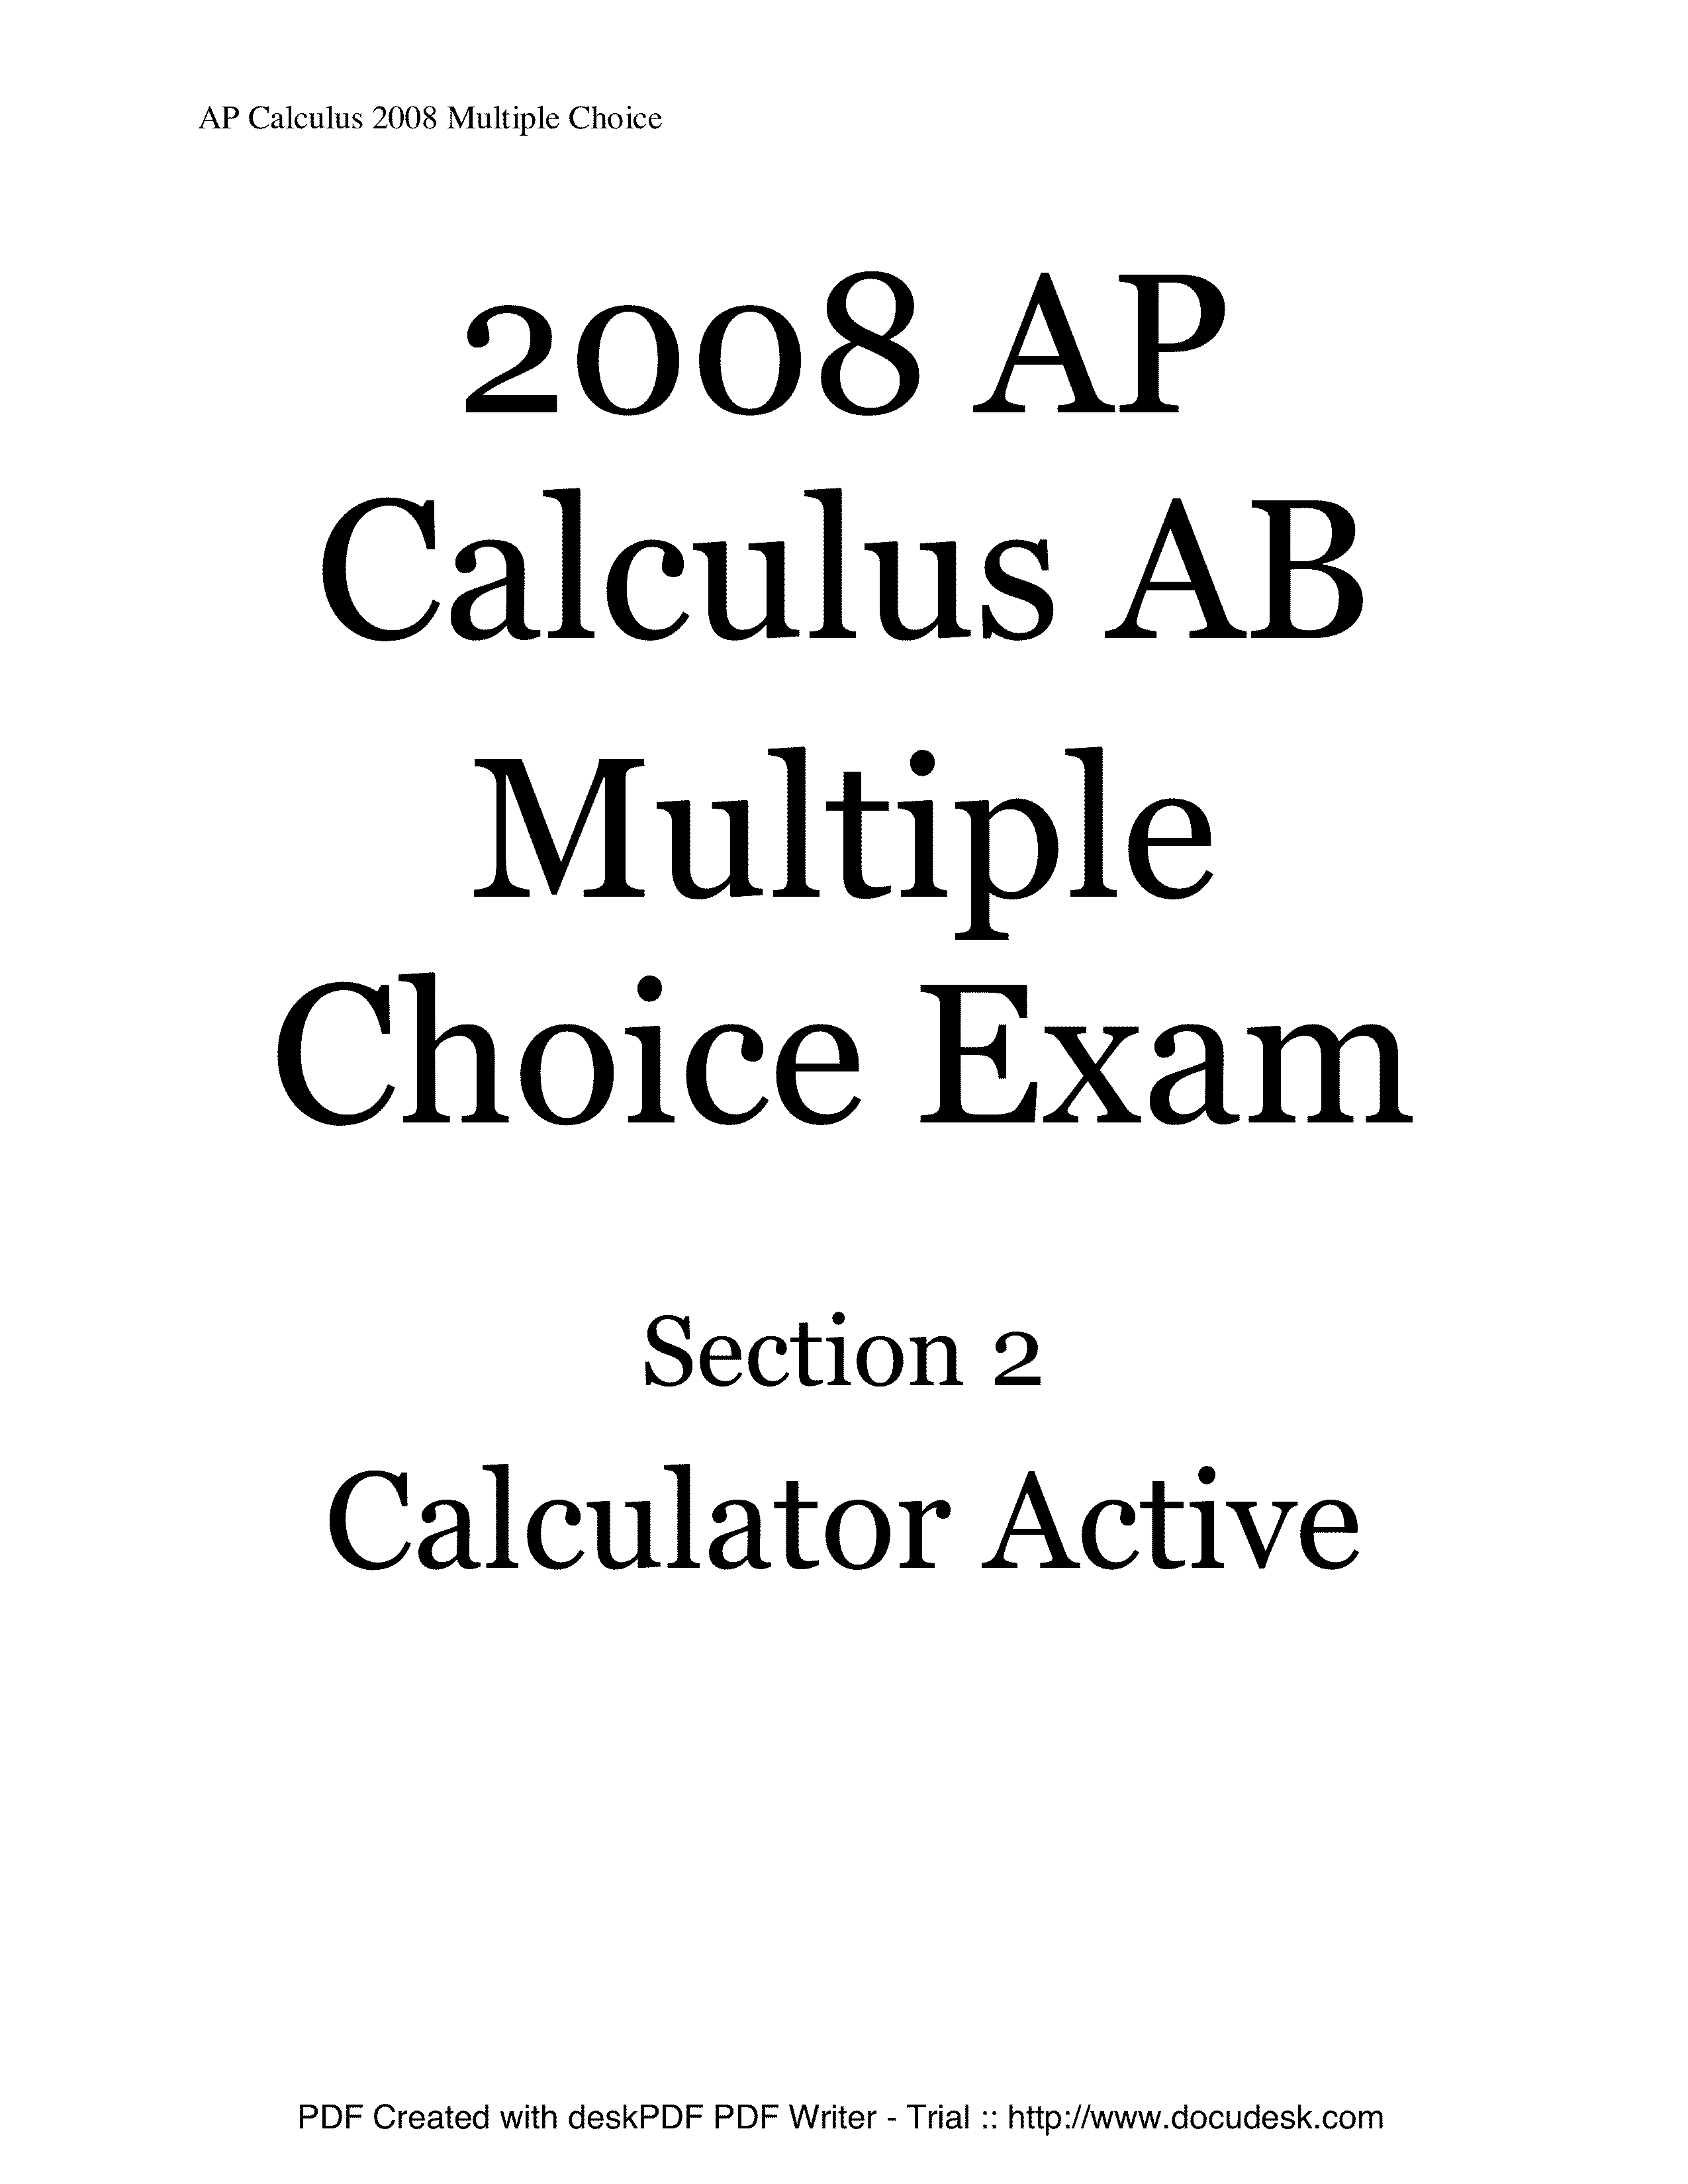 AP Calculus 2008 Multiple Choice
2008 AP
Calculus AB
Multiple
Choice Exam
Section 2
Calculator Active
PDF Created with deskPDF PDF Writer - Trial :: http://www.docudesk.com